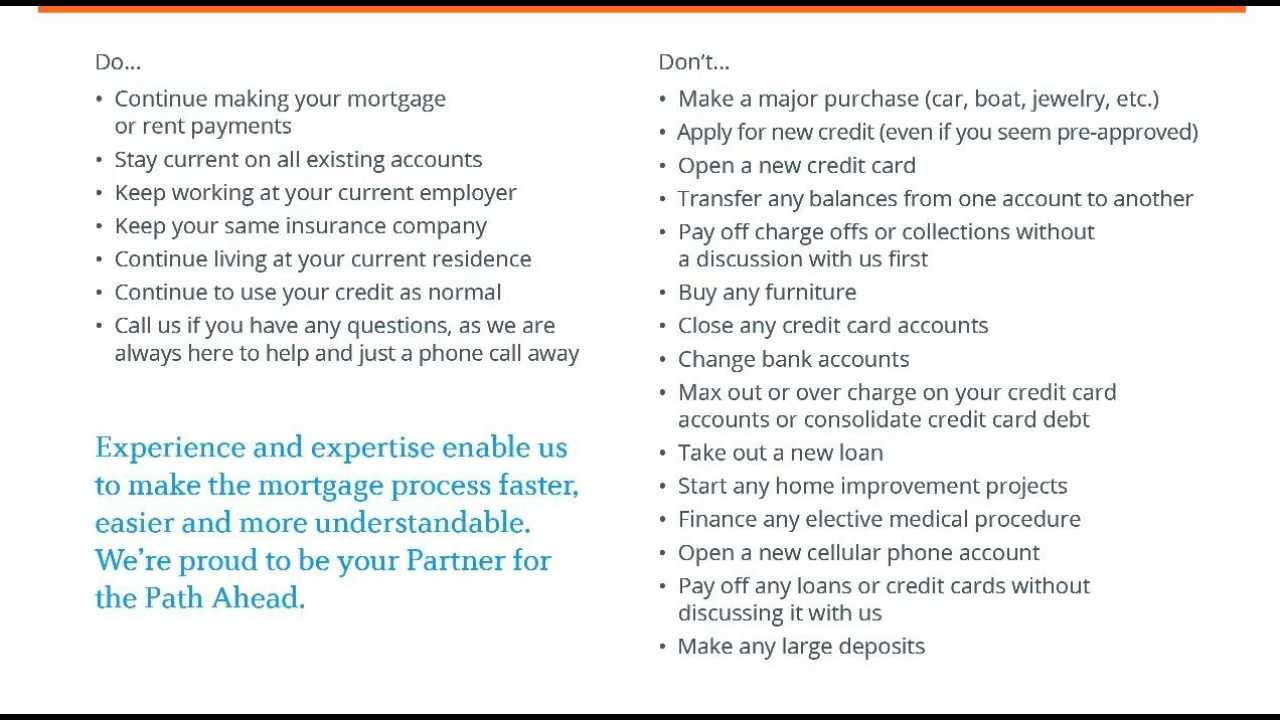 Do...
• Continue making your mortgage
or rent payments
• Stay current on all existing accounts
• Keep working at your current employer
• Keep your same insurance company
• Continue living at your current residence
• Continue to use your credit as normal
• Call us if you have any questions, as we are
always here to help and just a phone call away
Experience and expertise enable us
to make the mortgage process faster,
easier and more understandable.
We're proud to be your Partner for
the Path Ahead.
Don't...
• Make a major purchase (car, boat, jewelry, etc.)
• Apply for new credit (even if you seem pre-approved)
• Open a new credit card
• Transfer any balances from one account to another
• Pay off charge offs or collections without
a discussion with us first
• Buy any furniture
• Close any credit card accounts
• Change bank accounts
• Max out or over charge on your credit card
accounts or consolidate credit card debt
• Take out a new loan
• Start any home improvement projects
• Finance any elective medical procedure
• Open a new cellular phone account
• Pay off any loans or credit cards without
discussing it with us
• Make any large deposits